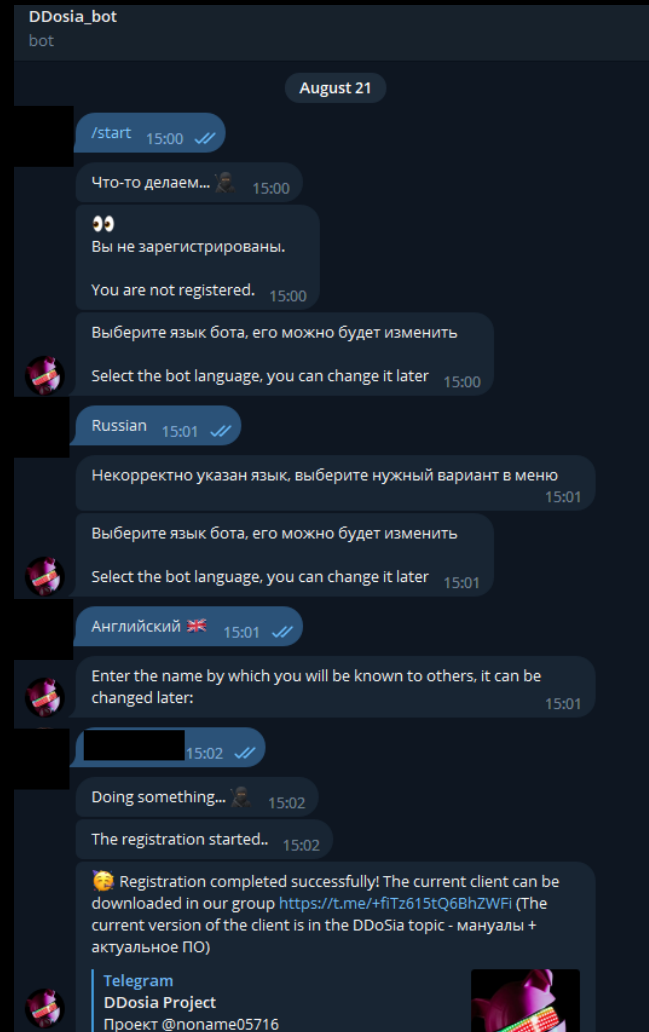 DDosia_bot
bot
August 21
/start 15:00
Что-то делаем... 15:00
Вы не зарегистрированы.
You are not registered. 15:00
Выберите язык бота, его можно будет изменить
Select the bot language, you can change it later 15:00
Russian 15:01
Некорректно указан язык, выберите нужный вариант в меню
15:01
Выберите язык бота, его можно будет изменить
Select the bot language, you can change it later 15:01
Английский 🇬🇧 15:01
Enter the name by which you will be known to others, it can be
changed later: 15:01
15:02
Doing something... 15:02
The registration started.. 15:02
🥳 Registration completed successfully! The current client can be
downloaded in our group https://t.me/+fiTz615tQ6BhZWFi (The
current version of the client is in the DDoSia topic - мануалы +
актуальное ПО)
Telegram
DDosia Project
Проект @noname05716